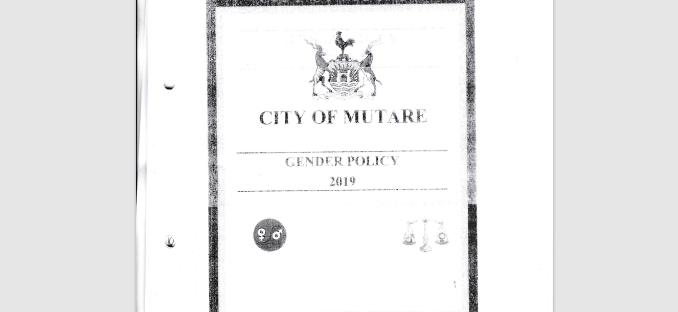 CITY OF MUTARE
GENDER POLICY
2019